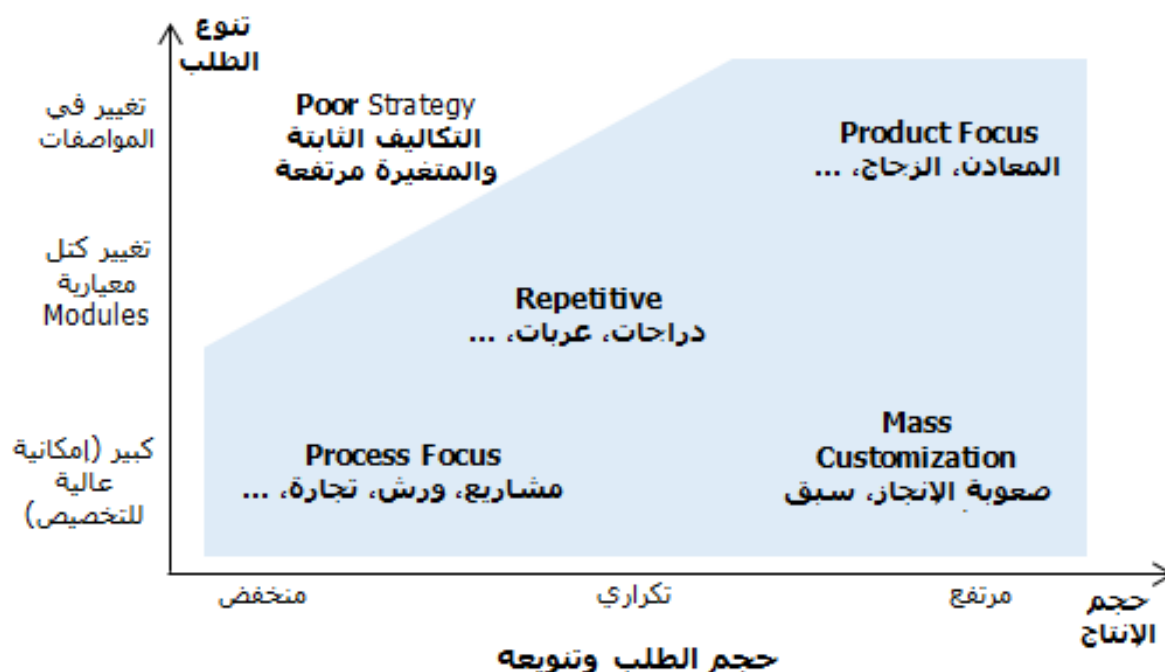 تنوع
الطلب
تغيير في
المواصفات
Poor Strategy
التكاليف الثابتة
والمتغيرة مرتفعة
Product Focus
المعادن، الزجاج، ...
تغيير كتل
معيارية
Modules
Repetitive
دراجات، عربات، ...
كبير (إمكانية
عالية
للتخصيص)
Process Focus
مشاريع، ورش، تجارة، ...
Mass
Customization
صعوبة الإنجاز، سبق
منخفض
تكراري
مرتفع
حجم
الإنتاج
حجم الطلب وتنويعه